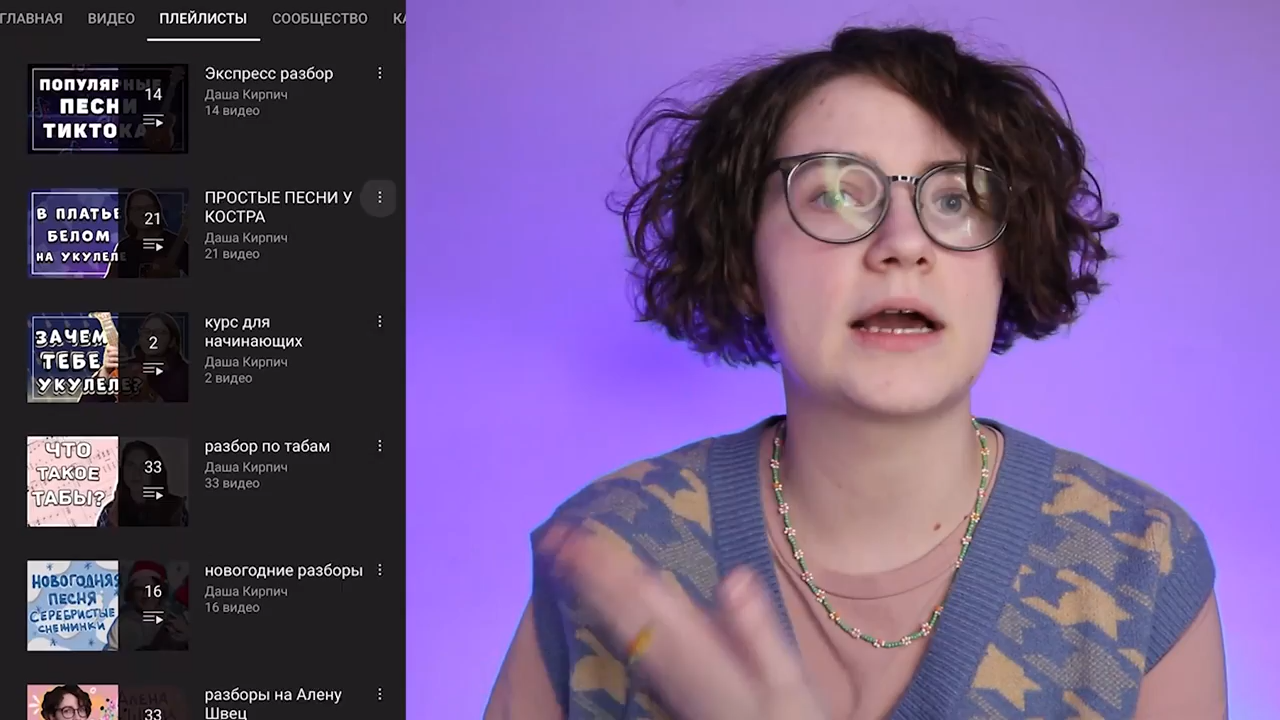 ГЛАВНАЯ ВИДЕО ПЛЕЙЛИСТЫ СООБЩЕСТВО
ПОПУЛЯРНЫЕ
ПЕСНИ
ТИКТОКА
14
Экспресс разбор
Даша Кирпич
14 видео
В ПЛАТЬЕ
БЕЛОМ
НА УКУЛЕЛЕ
21
ПРОСТЫЕ ПЕСНИ У
КОСТРА
Даша Кирпич
21 видео
ЗАЧЕМ
ТЕБЕ
УКУЛЕЛЕ?
2
курс для
начинающих
Даша Кирпич
2 видео
ЧТО
ТАКОЕ
ТАБЫ?
33
разбор по табам
Даша Кирпич
33 видео
НОВОГОДНЯЯ
ПЕСНЯ
СЕРЕБРИСТЫЕ
СНЕЖИНКИ
16
новогодние разборы
Даша Кирпич
16 видео
АЛЕНА
33
разборы на Алену
Швец